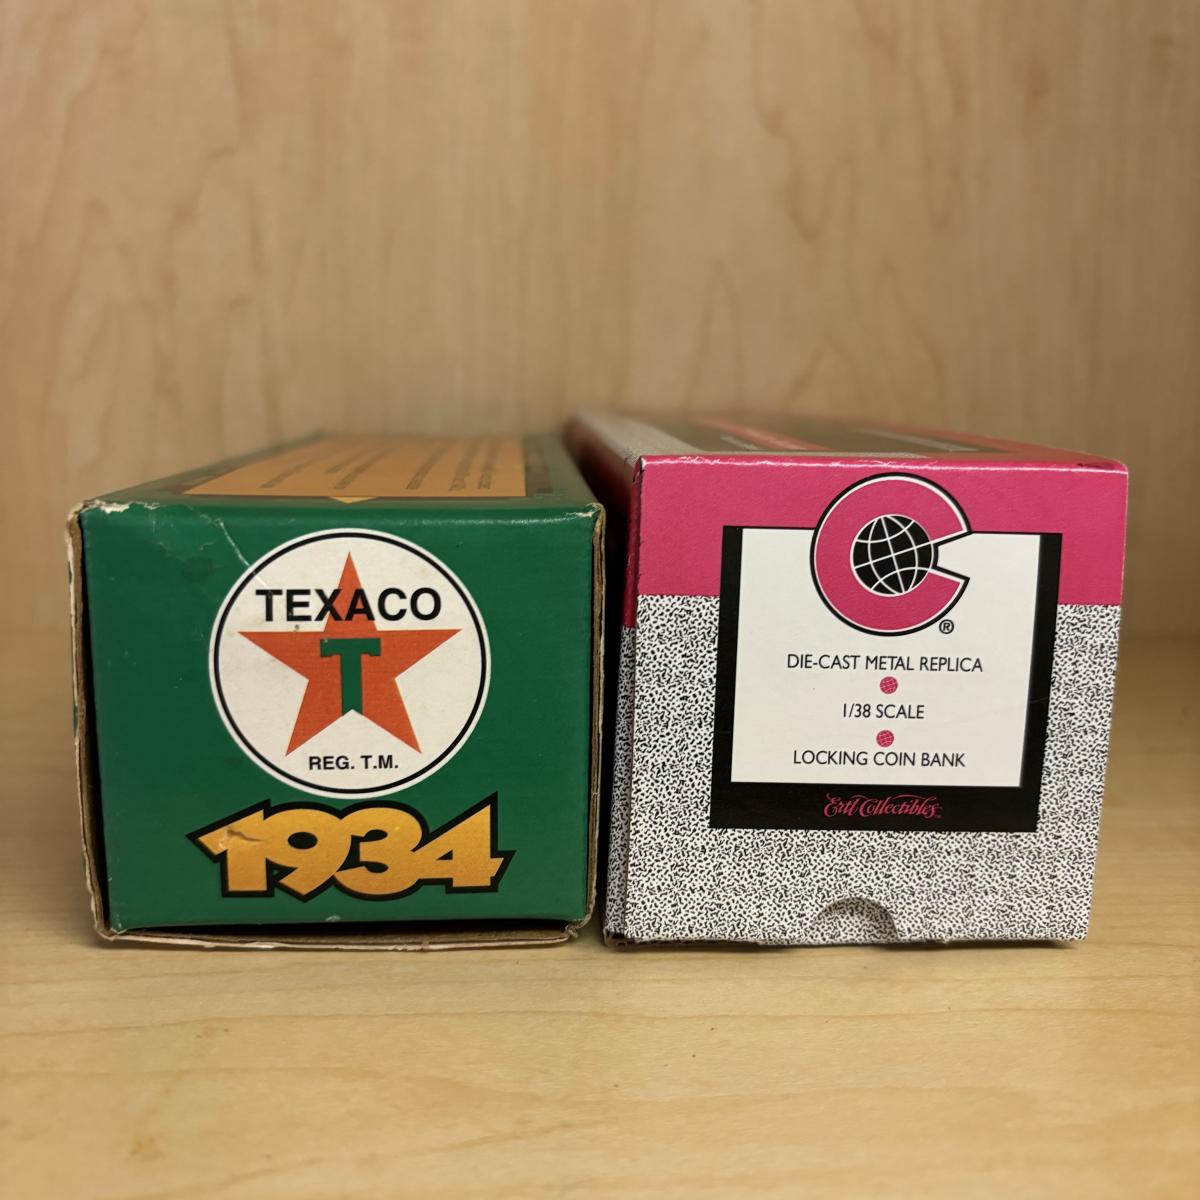 TEXACO
T
REG. T.M.
1934
C
®
DIE-CAST METAL REPLICA
1/38 SCALE
LOCKING COIN BANK
Ertl Collectibles